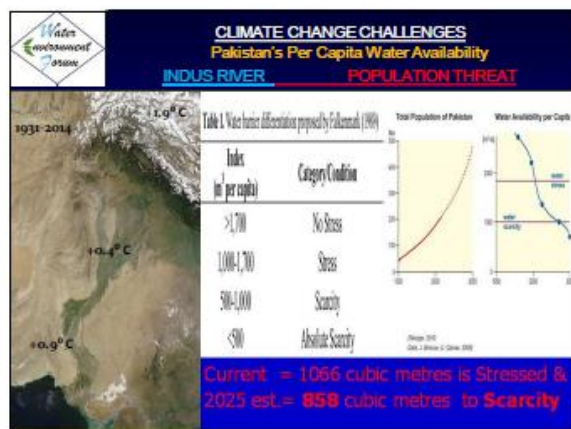 Water
Environment
Forum
CLIMATE CHANGE CHALLENGES
Pakistan's Per Capita Water Availability
INDUS RIVER POPULATION THREAT
1931-2014
+1.9° C
+0.4° C
+0.9° C
Table 1. Water barrier differentiation proposed by Falkenmark (1989)
Index
(m³ per capita)
Category/Condition
>1,700
No Stress
1,000-1,700
Stress
500-1,000
Scarcity
<500
Absolute Scarcity
Total Population of Pakistan
Water Availability per Capita
water
stress
water
scarcity
Current = 1066 cubic metres is Stressed &
2025 est.= 858 cubic metres to Scarcity